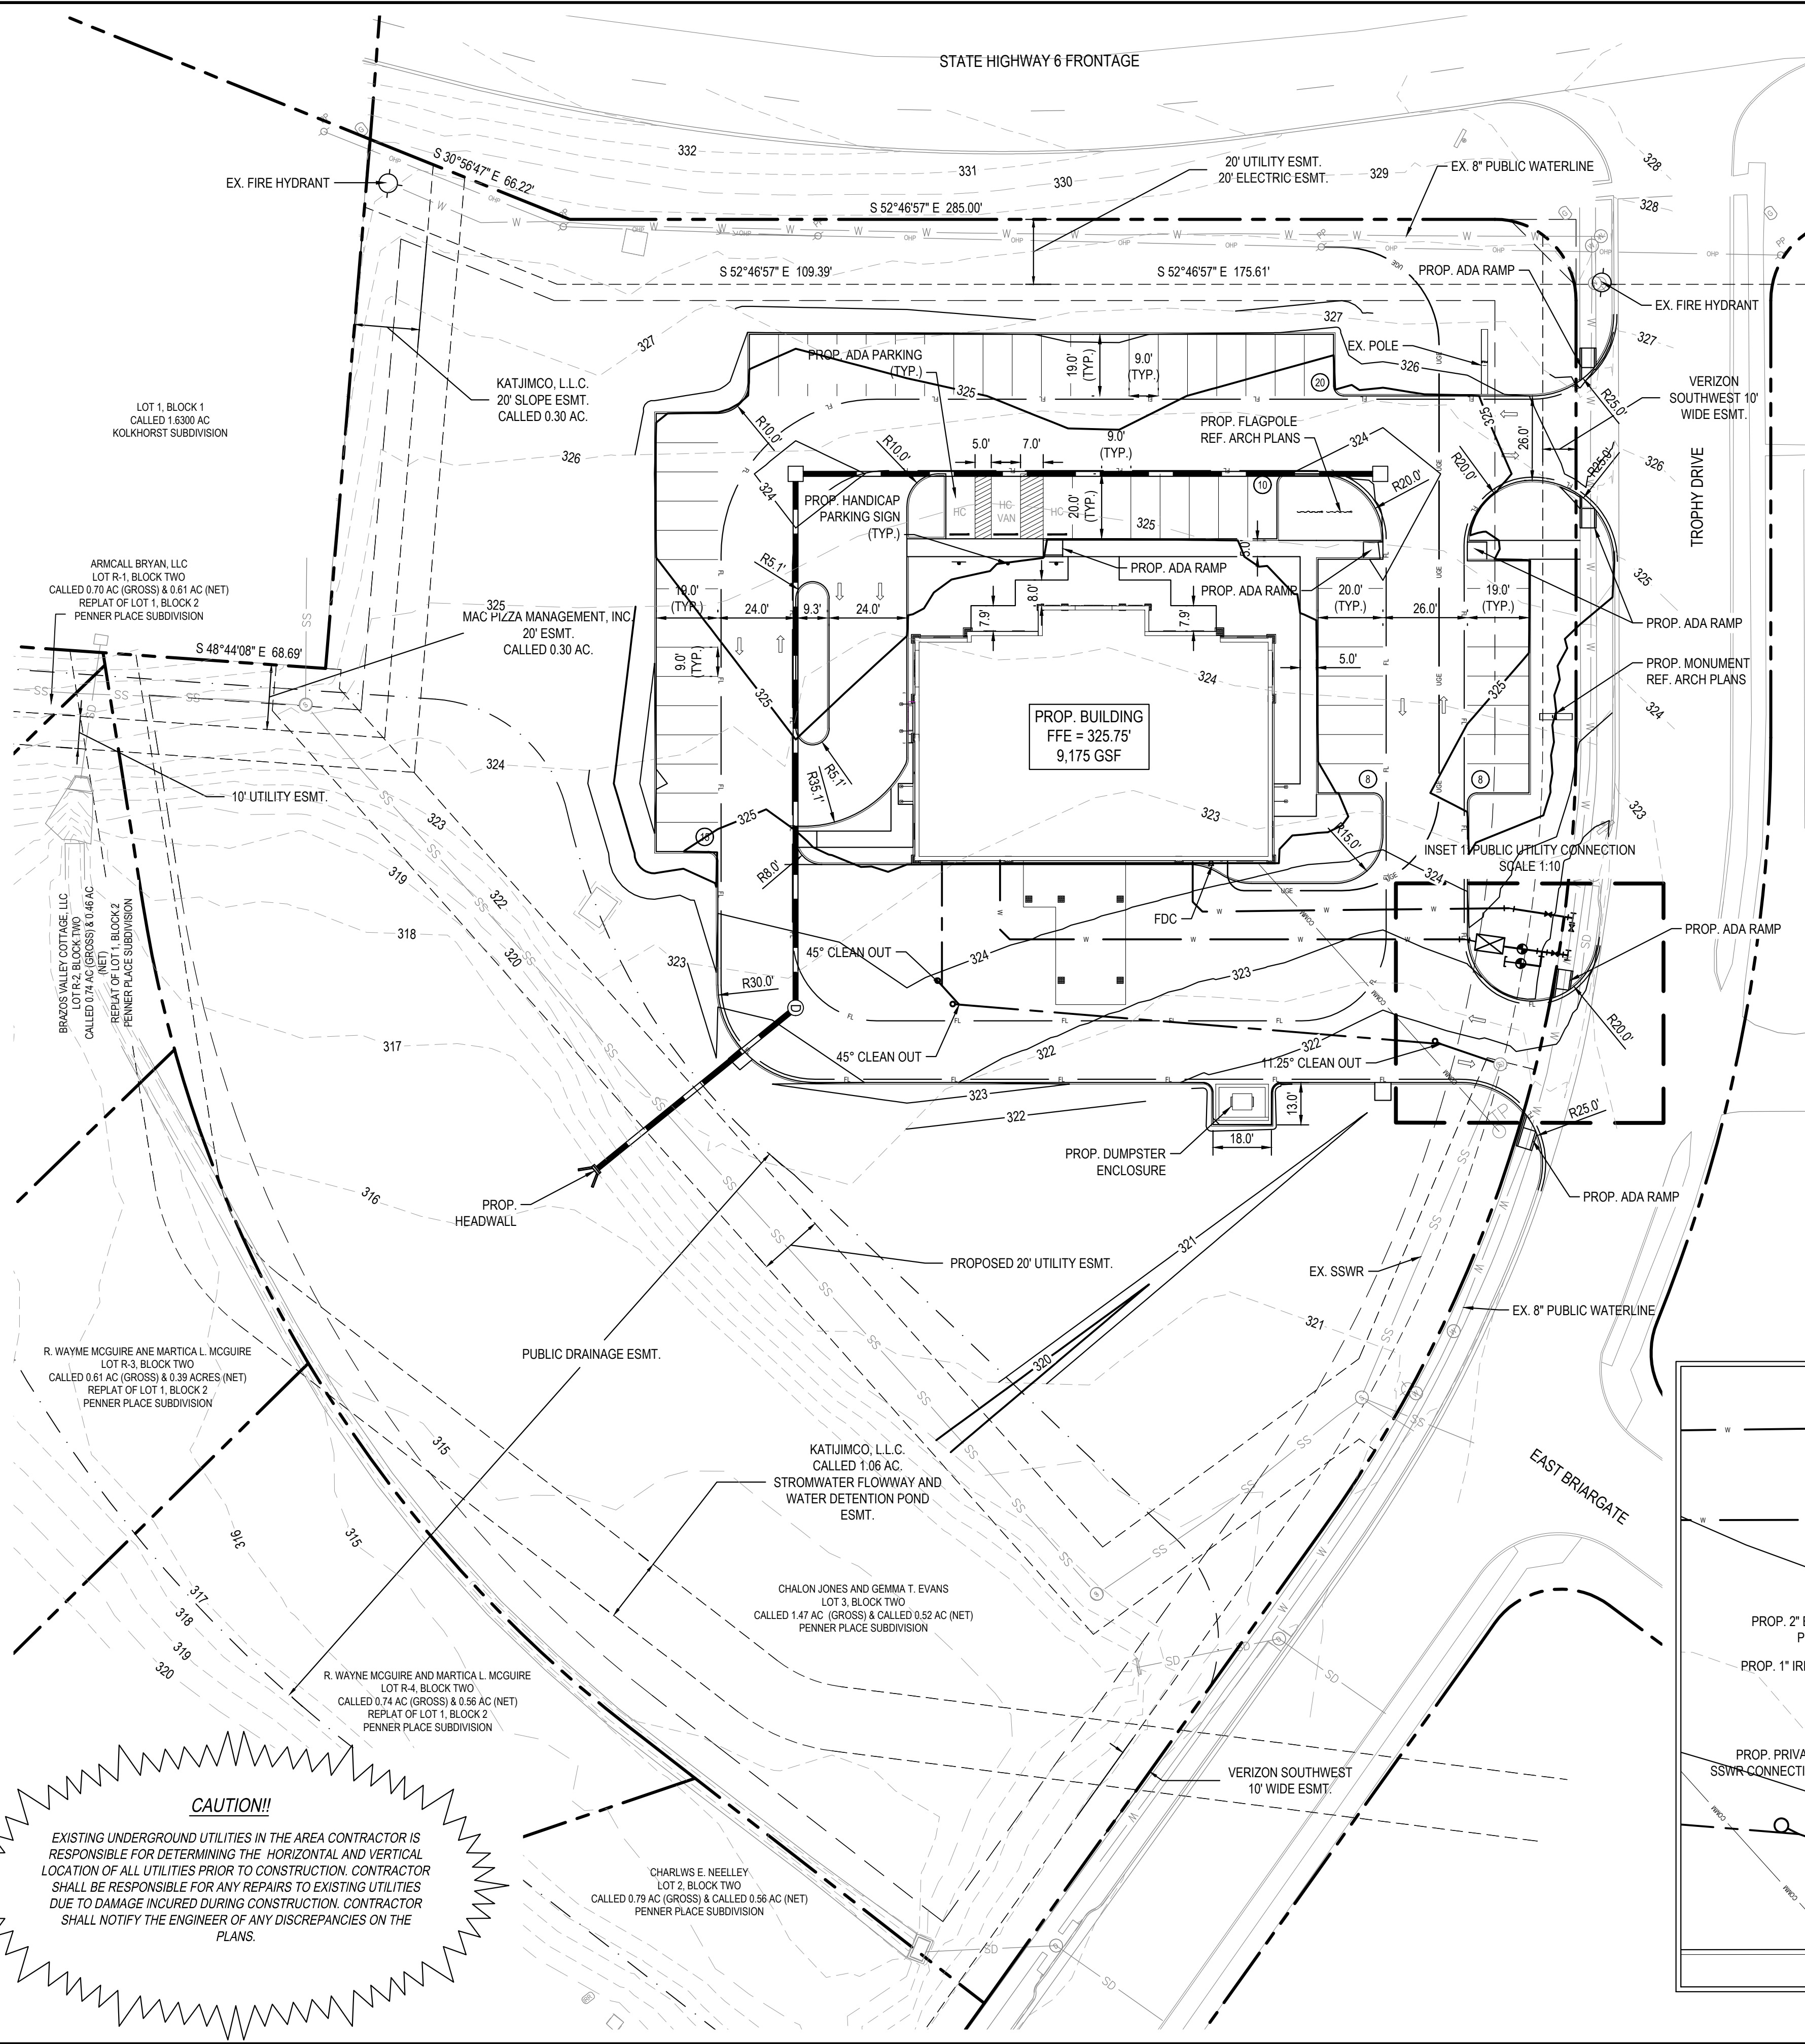 STATE HIGHWAY 6 FRONTAGE
332
331
330
329
328
328
EX. FIRE HYDRANT
S 30°56'47" E  66.22'
20' UTILITY ESMT.
20' ELECTRIC ESMT.
EX. 8" PUBLIC WATERLINE
S 52°46'57" E  285.00'
S 52°46'57" E  109.39'
S 52°46'57" E  175.61'
PROP. ADA RAMP
EX. FIRE HYDRANT
327
327
327
EX. POLE
326
PROP. ADA PARKING
(TYP.)
19.0'
(TYP.)
9.0'
(TYP.)
20
325
325
KATJIMCO, L.L.C.
20' SLOPE ESMT.
CALLED 0.30 AC.
VERIZON
SOUTHWEST 10'
WIDE ESMT.
LOT 1, BLOCK 1
CALLED 1.6300 AC
KOLKHORST SUBDIVISION
R10.0'
R10.0'
R25.0'
26.0'
326
326
5.0'
7.0'
9.0'
(TYP.)
PROP. FLAGPOLE
REF. ARCH PLANS
324
R20.0'
R20.0'
R25.0'
TROPHY DRIVE
324
PROP. HANDICAP
PARKING SIGN
(TYP.)
HC
HC
VAN
HC
20.0'
(TYP.)
10
325
5.0'
ARMCALL BRYAN, LLC
LOT R-1, BLOCK TWO
CALLED 0.70 AC (GROSS) & 0.61 AC (NET)
REPLAT OF LOT 1, BLOCK 2
PENNER PLACE SUBDIVISION
R5.1'
PROP. ADA RAMP
PROP. ADA RAMP
325
325
MAC PIZZA MANAGEMENT, INC.
20' ESMT.
CALLED 0.30 AC.
19.0'
(TYP.)
24.0'
9.3'
24.0'
7.9'
8.0'
7.9'
20.0'
(TYP.)
26.0'
19.0'
(TYP.)
PROP. ADA RAMP
S 48°44'08" E  68.69'
9.0'
(TYP.)
5.0'
PROP. MONUMENT
REF. ARCH PLANS
324
325
325
324
PROP. BUILDING
FFE = 325.75'
9,175 GSF
324
R5.1'
R35.1'
8
8
10' UTILITY ESMT.
323
325
323
323
R15.0'
INSET 1: PUBLIC UTILITY CONNECTION
SCALE 1:10
R8.0'
319
322
324
BRAZOS VALLEY COTTAGE, LLC
LOT R-2, BLOCK TWO
CALLED 0.74 AC (GROSS) & 0.46 AC
(NET)
REPLAT OF LOT 1, BLOCK 2
PENNER PLACE SUBDIVISION
FDC
318
320
323
45° CLEAN OUT
324
323
PROP. ADA RAMP
R30.0'
317
45° CLEAN OUT
322
322
11.25° CLEAN OUT
R20.0'
323
322
13.0'
18.0'
R25.0'
PROP. DUMPSTER
ENCLOSURE
316
PROP.
HEADWALL
PROP. ADA RAMP
321
PROPOSED 20' UTILITY ESMT.
EX. SSWR
EX. 8" PUBLIC WATERLINE
321
R. WAYME MCGUIRE ANE MARTICA L. MCGUIRE
LOT R-3, BLOCK TWO
CALLED 0.61 AC (GROSS) & 0.39 ACRES (NET)
REPLAT OF LOT 1, BLOCK 2
PENNER PLACE SUBDIVISION
PUBLIC DRAINAGE ESMT.
320
315
KATIJIMCO, L.L.C.
CALLED 1.06 AC.
STROMWATER FLOWWAY AND
WATER DETENTION POND
ESMT.
EAST BRIARGATE
316
315
317
318
319
320
CHALON JONES AND GEMMA T. EVANS
LOT 3, BLOCK TWO
CALLED 1.47 AC  (GROSS) & CALLED 0.52 AC (NET)
PENNER PLACE SUBDIVISION
PROP. 2"
PROP. 1"
R. WAYNE MCGUIRE AND MARTICA L. MCGUIRE
LOT R-4, BLOCK TWO
CALLED 0.74 AC (GROSS) & 0.56 AC (NET)
REPLAT OF LOT 1, BLOCK 2
PENNER PLACE SUBDIVISION
PROP. PRIVA
SSWR CONNECTI
VERIZON SOUTHWEST
10' WIDE ESMT.
CAUTION!!
EXISTING UNDERGROUND UTILITIES IN THE AREA CONTRACTOR IS
RESPONSIBLE FOR DETERMINING THE  HORIZONTAL AND VERTICAL
LOCATION OF ALL UTILITIES PRIOR TO CONSTRUCTION. CONTRACTOR
SHALL BE RESPONSIBLE FOR ANY REPAIRS TO EXISTING UTILITIES
DUE TO DAMAGE INCURED DURING CONSTRUCTION. CONTRACTOR
SHALL NOTIFY THE ENGINEER OF ANY DISCREPANCIES ON THE
PLANS.
CHARLWS E. NEELLEY
LOT 2, BLOCK TWO
CALLED 0.79 AC (GROSS) & CALLED 0.56 AC (NET)
PENNER PLACE SUBDIVISION